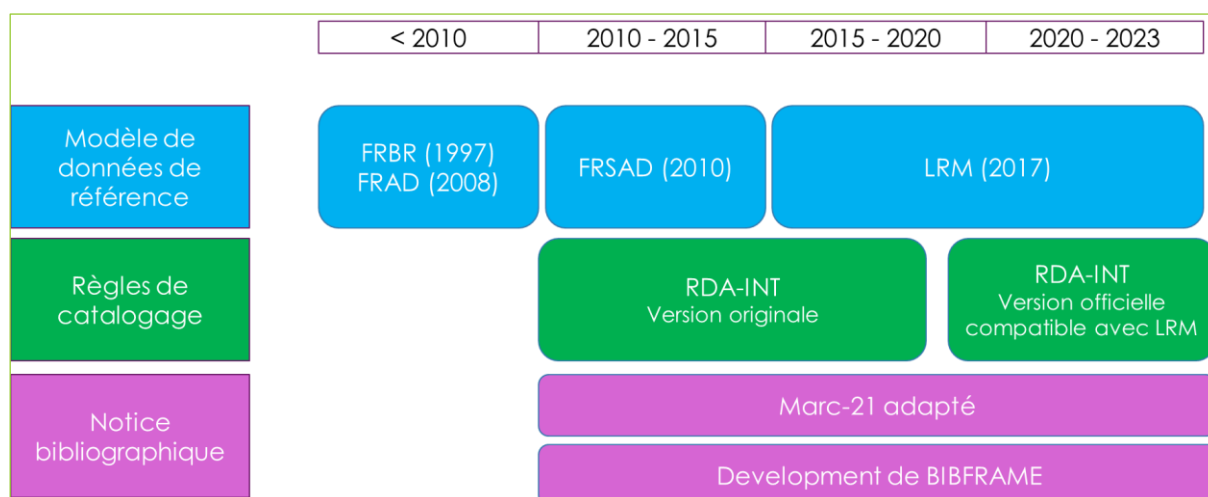 < 2010
2010 - 2015
2015 - 2020
2020 - 2023
Modèle de
données de
référence
FRBR (1997)
FRAD (2008)
FRSAD (2010)
LRM (2017)
Règles de
catalogage
RDA-INT
Version originale
RDA-INT
Version officielle
compatible avec LRM
Notice
bibliographique
Marc-21 adapté
Development de BIBFRAME